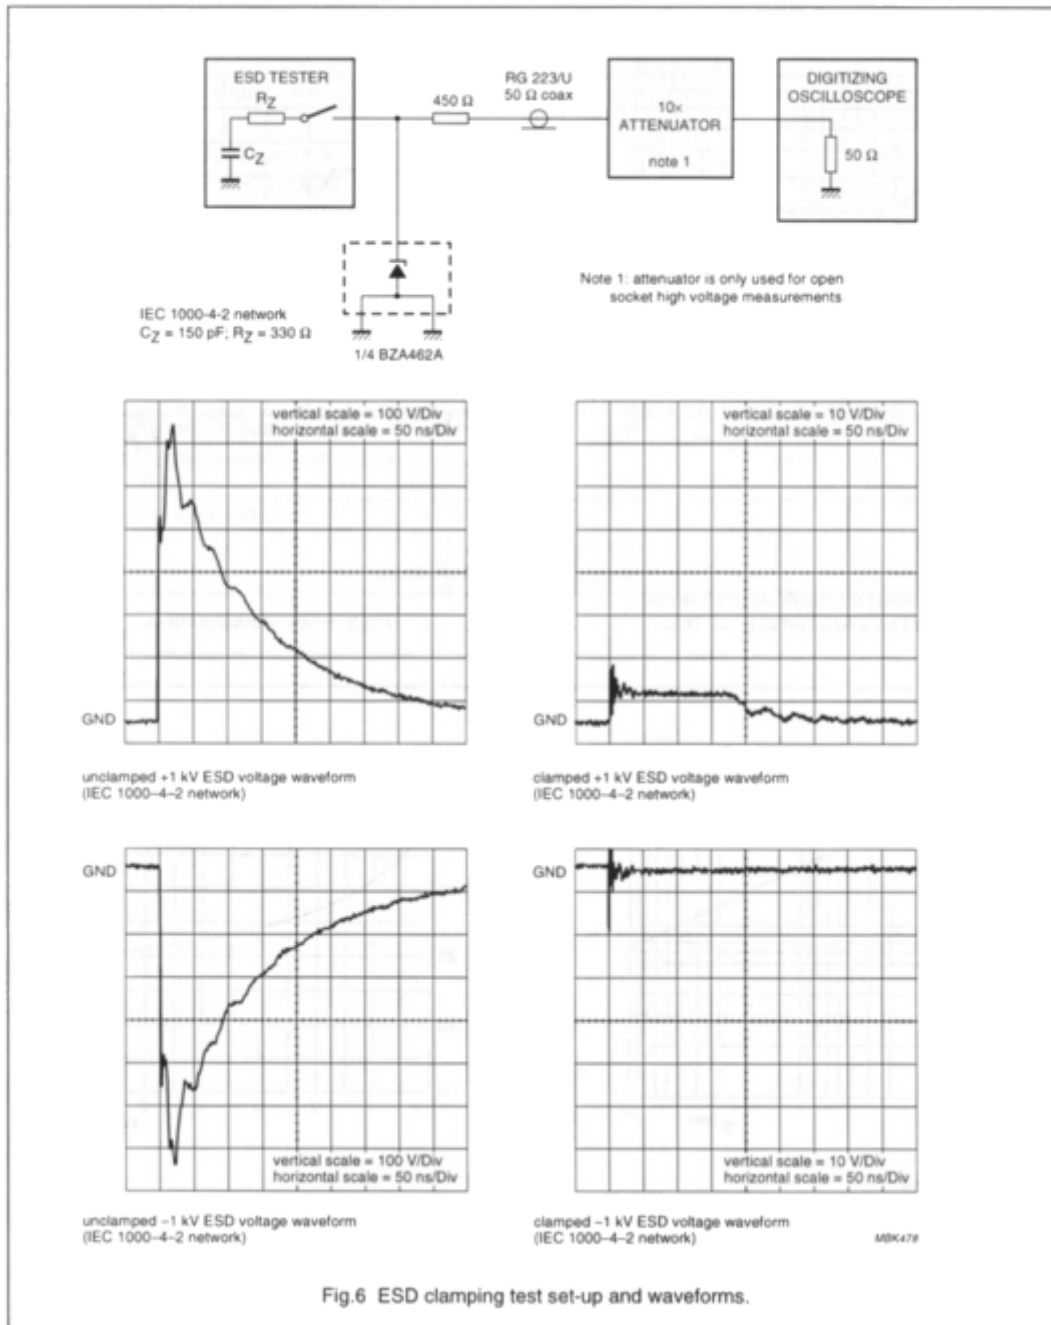 ESD TESTER
RZ
CZ
450 Ω
RG 223/U
50 Ω coax
10×
ATTENUATOR
note 1
DIGITIZING
OSCILLOSCOPE
50 Ω
Note 1: attenuator is only used for open
socket high voltage measurements
IEC 1000-4-2 network
CZ = 150 pF; RZ = 330 Ω
1/4 BZA462A
vertical scale = 100 V/Div
horizontal scale = 50 ns/Div
GND
unclamped +1 kV ESD voltage waveform
(IEC 1000–4–2 network)
vertical scale = 10 V/Div
horizontal scale = 50 ns/Div
GND
clamped +1 kV ESD voltage waveform
(IEC 1000–4–2 network)
GND
vertical scale = 100 V/Div
horizontal scale = 50 ns/Div
unclamped –1 kV ESD voltage waveform
(IEC 1000–4–2 network)
GND
vertical scale = 10 V/Div
horizontal scale = 50 ns/Div
clamped –1 kV ESD voltage waveform
(IEC 1000–4–2 network)
MBK478
Fig.6 ESD clamping test set-up and waveforms.